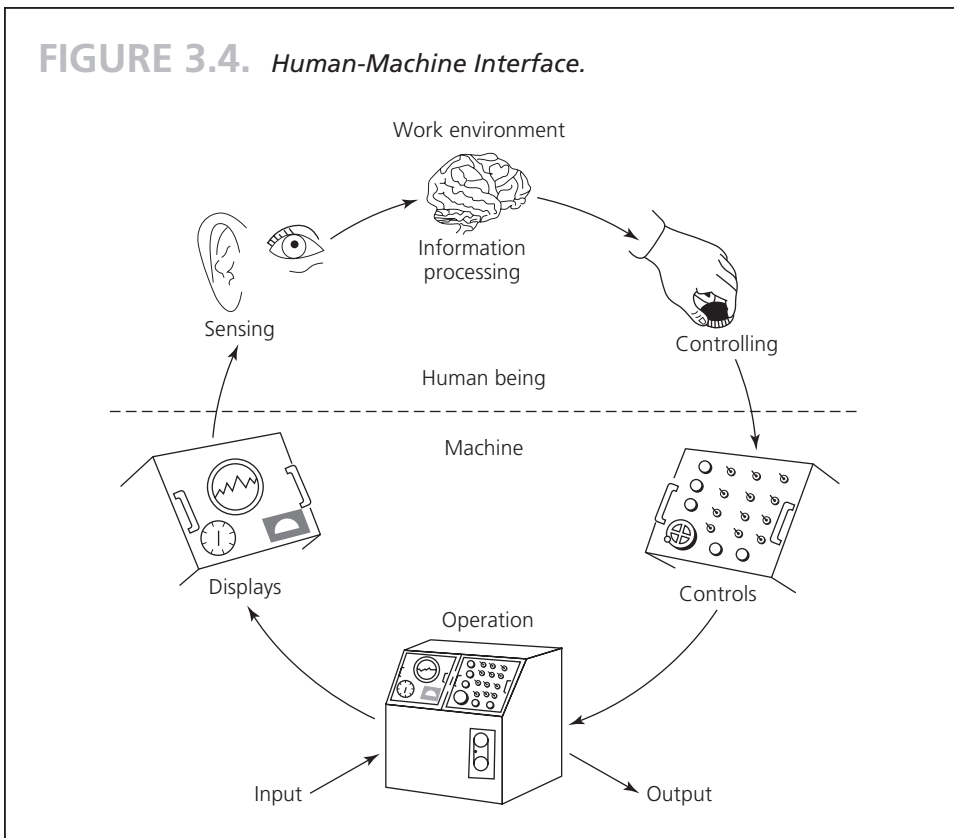 FIGURE 3.4. Human-Machine Interface.
Work environment
Information
processing
Sensing
Controlling
Human being
Machine
Displays
Controls
Operation
Input
Output